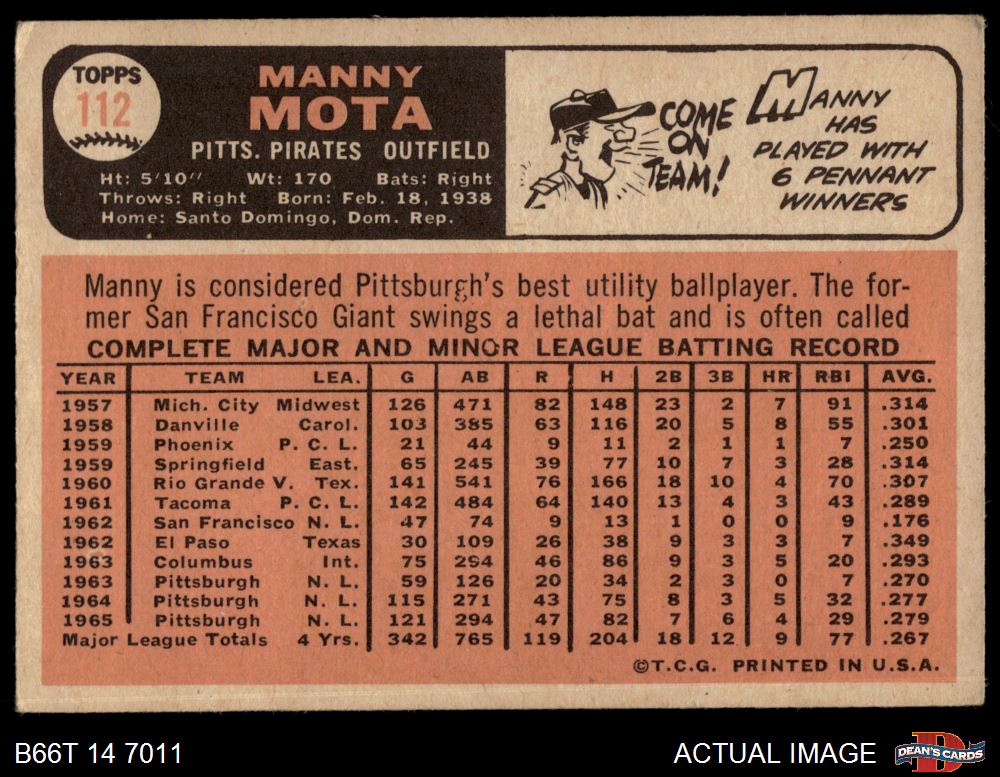 TOPPS
112
MANNY
MOTA
PITTS. PIRATES OUTFIELD
Ht: 5'10" Wt: 170 Bats: Right
Throws: Right Born: Feb. 18, 1938
Home: Santo Domingo, Dom. Rep.
COME
ON
TEAM!
MANNY
HAS
PLAYED WITH
6 PENNANT
WINNERS
Manny is considered Pittsburgh's best utility ballplayer. The for-
mer San Francisco Giant swings a lethal bat and is often called
COMPLETE MAJOR AND MINOR LEAGUE BATTING RECORD
YEAR TEAM LEA. G AB R H 2B 3B HR RBI AVG.
1957 Mich. City Midwest 126 471 82 148 23 2 7 91 .314
1958 Danville Carol. 103 385 63 116 20 5 8 55 .301
1959 Phoenix P. C. L. 21 44 9 11 2 1 1 7 .250
1959 Springfield East. 65 245 39 77 10 7 3 28 .314
1960 Rio Grande V. Tex. 141 541 76 166 18 10 4 70 .307
1961 Tacoma P. C. L. 142 484 64 140 13 4 3 43 .289
1962 San Francisco N. L. 47 74 9 13 1 0 0 9 .176
1962 El Paso Texas 30 109 26 38 9 3 3 7 .349
1963 Columbus Int. 75 294 46 86 9 3 5 20 .293
1963 Pittsburgh N. L. 59 126 20 34 2 3 0 7 .270
1964 Pittsburgh N. L. 115 271 43 75 8 3 5 32 .277
1965 Pittsburgh N. L. 121 294 47 82 7 6 4 29 .279
Major League Totals 4 Yrs. 342 765 119 204 18 12 9 77 .267
©T.C.G. PRINTED IN U.S.A.
B66T 14 7011
ACTUAL IMAGE
DEAN'S CARDS